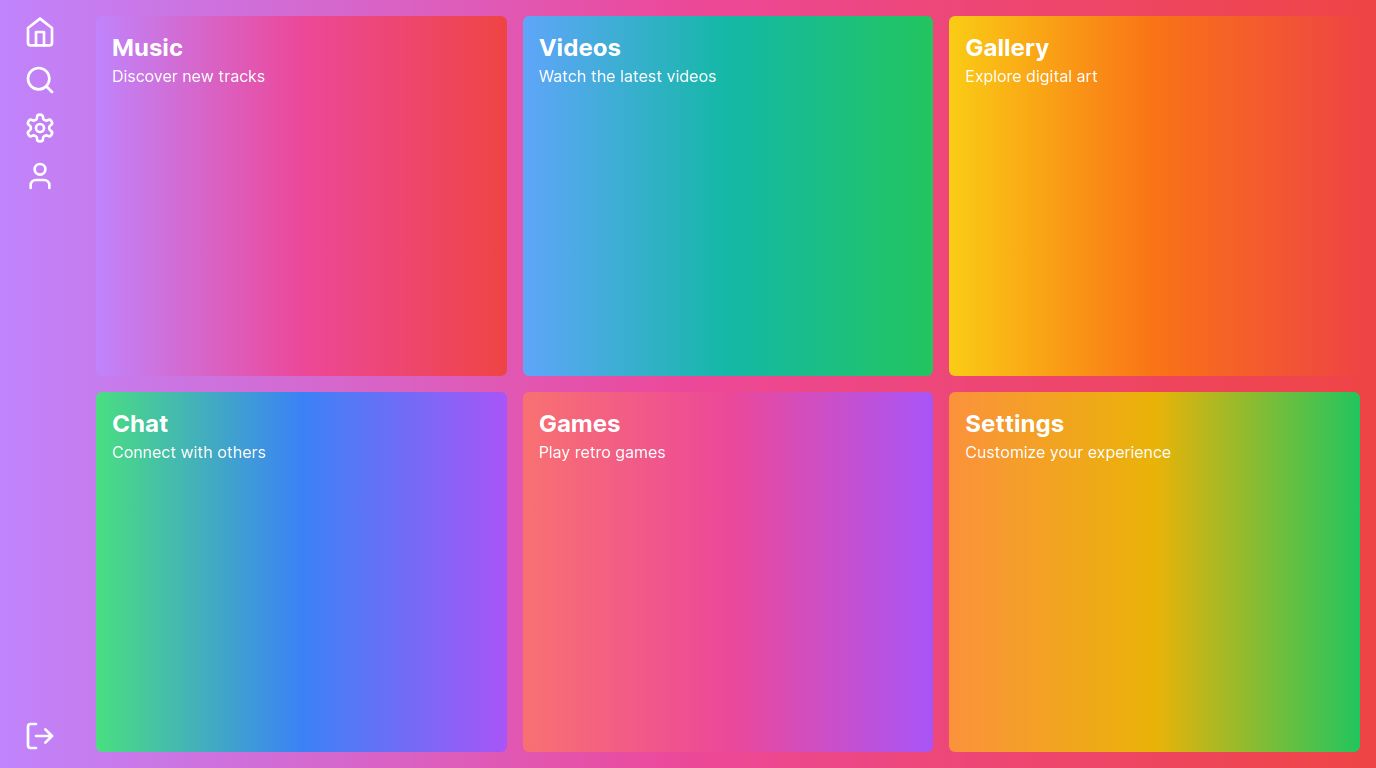 Music
Discover new tracks
Videos
Watch the latest videos
Gallery
Explore digital art
Chat
Connect with others
Games
Play retro games
Settings
Customize your experience